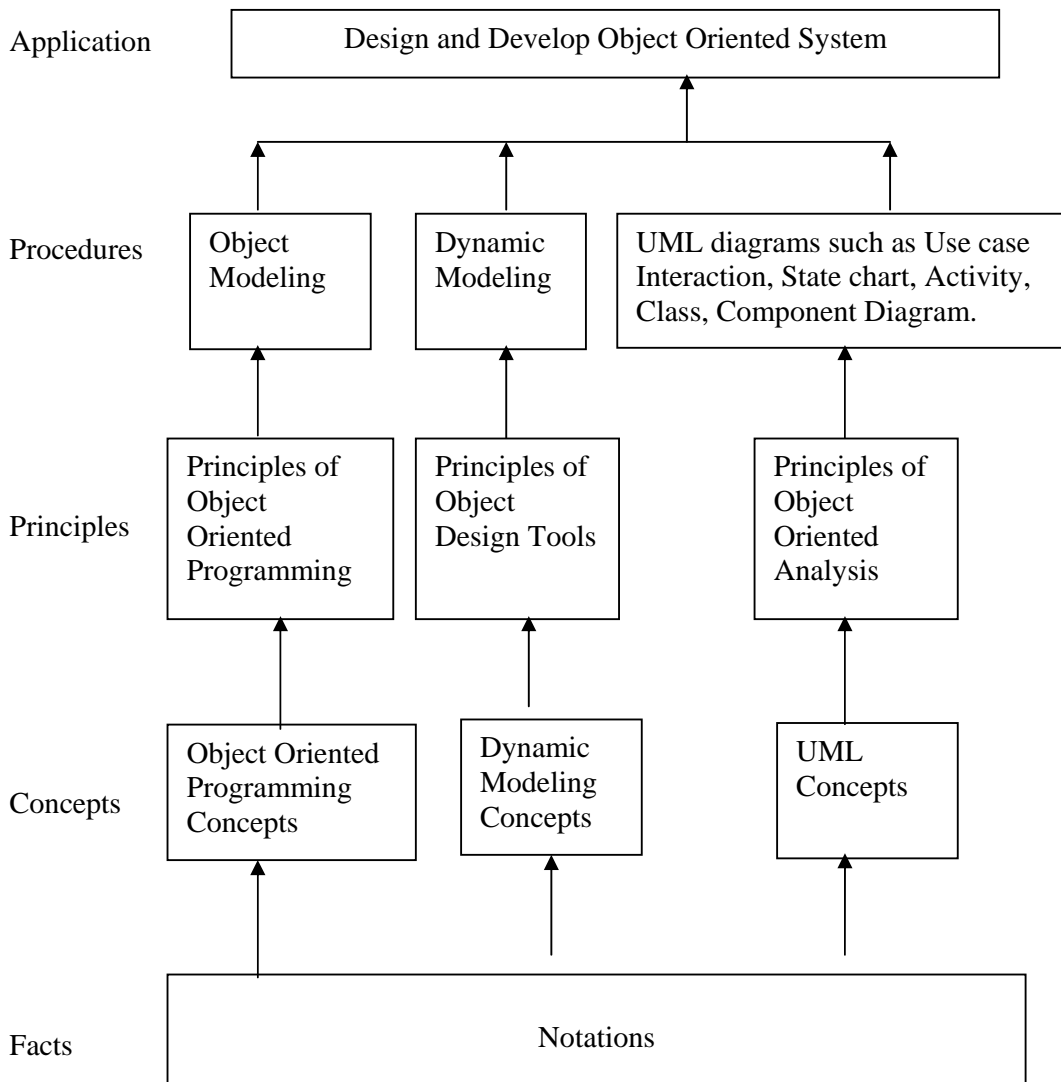 Application
Design and Develop Object Oriented System
Procedures
Object
Modeling
Dynamic
Modeling
UML diagrams such as Use case
Interaction, State chart, Activity,
Class, Component Diagram.
Principles
Principles of
Object
Oriented
Programming
Principles of
Object
Design Tools
Principles of
Object
Oriented
Analysis
Concepts
Object Oriented
Programming
Concepts
Dynamic
Modeling
Concepts
UML
Concepts
Facts
Notations